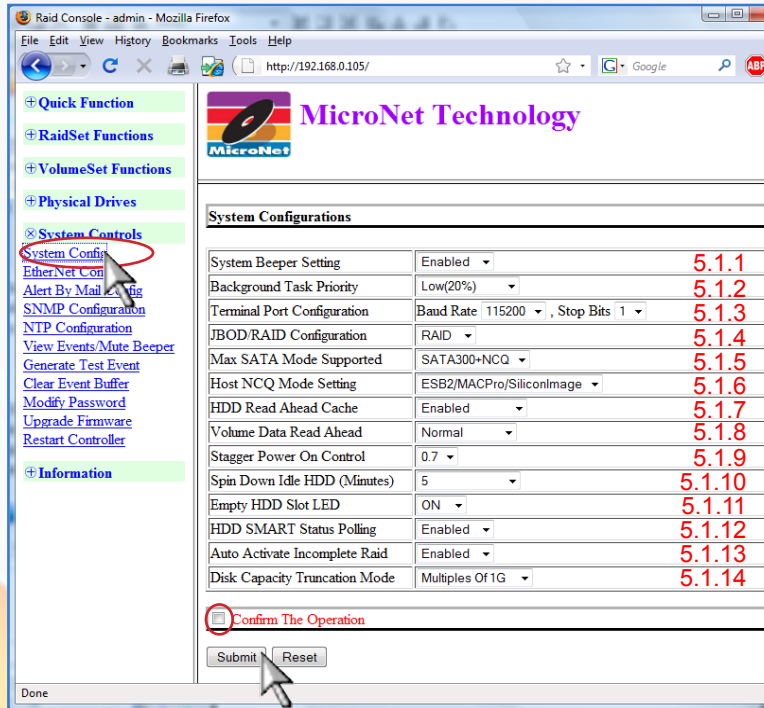 Raid Console - admin - Mozilla Firefox
File Edit View History Bookmarks Tools Help
http://192.168.0.105/
G Google
ABP
Quick Function
RaidSet Functions
VolumeSet Functions
Physical Drives
System Controls
System Config
EtherNet Con
Alert By Mail Config
SNMP Configuration
NTP Configuration
View Events/Mute Beeper
Generate Test Event
Clear Event Buffer
Modify Password
Upgrade Firmware
Restart Controller
Information
MicroNet
MicroNet Technology
System Configurations
System Beeper Setting Enabled 5.1.1
Background Task Priority Low(20%) 5.1.2
Terminal Port Configuration Baud Rate 115200 , Stop Bits 1 5.1.3
JBOD/RAID Configuration RAID 5.1.4
Max SATA Mode Supported SATA300+NCQ 5.1.5
Host NCQ Mode Setting ESB2/MACPro/SiliconImage 5.1.6
HDD Read Ahead Cache Enabled 5.1.7
Volume Data Read Ahead Normal 5.1.8
Stagger Power On Control 0.7 5.1.9
Spin Down Idle HDD (Minutes) 5 5.1.10
Empty HDD Slot LED ON 5.1.11
HDD SMART Status Polling Enabled 5.1.12
Auto Activate Incomplete Raid Enabled 5.1.13
Disk Capacity Truncation Mode Multiples Of 1G 5.1.14
Confirm The Operation
Submit Reset
Done